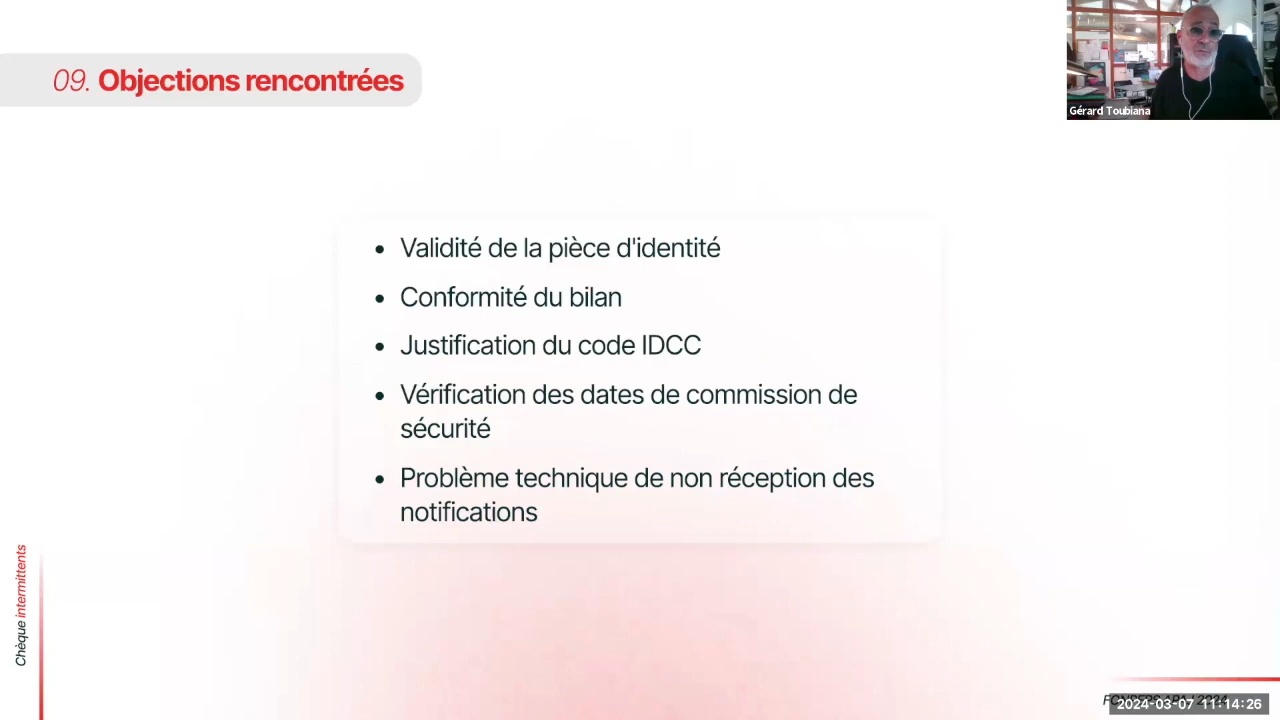 09. Objections rencontrées
Gérard Toubiana
• Validité de la pièce d'identité
• Conformité du bilan
• Justification du code IDCC
• Vérification des dates de commission de
sécurité
• Problème technique de non réception des
notifications
Chèque intermittents
2024-03-07 11:14:26